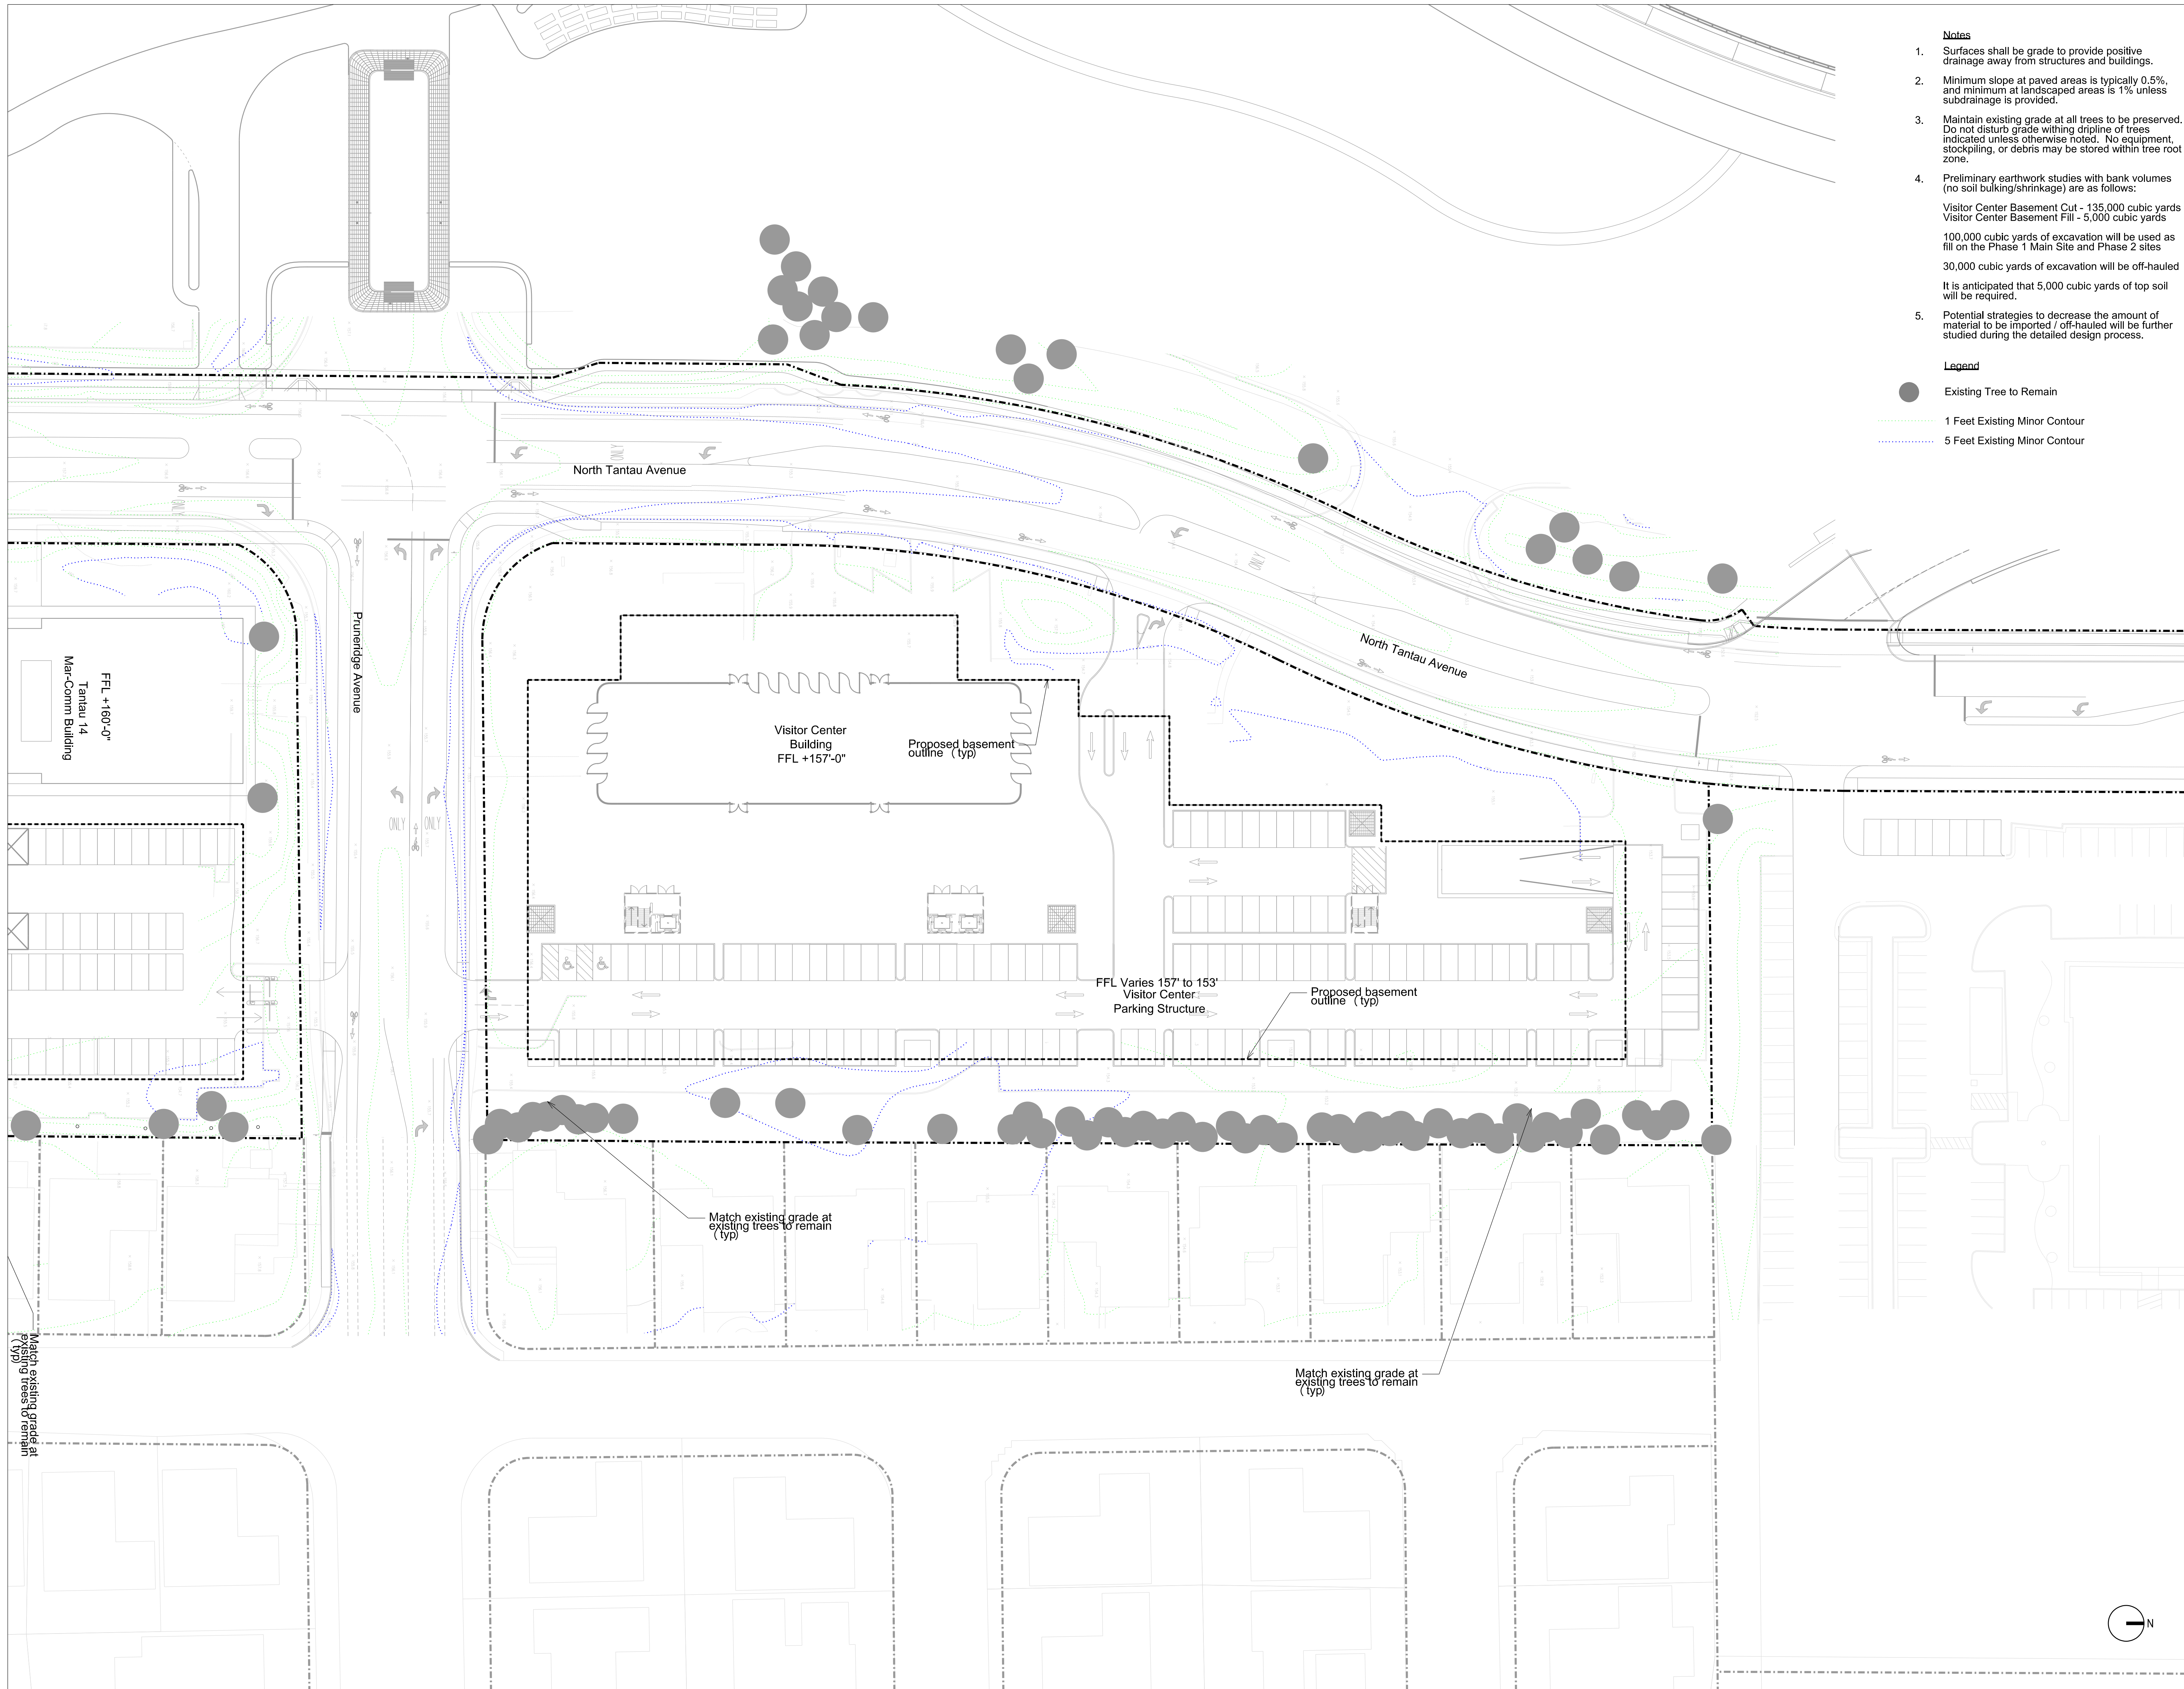 Notes
1. Surfaces shall be grade to provide positive
drainage away from structures and buildings.
2. Minimum slope at paved areas is typically 0.5%,
and minimum at landscaped areas is 1% unless
subdrainage is provided.
3. Maintain existing grade at all trees to be preserved.
Do not disturb grade withing dripline of trees
indicated unless otherwise noted. No equipment,
stockpiling, or debris may be stored within tree root
zone.
4. Preliminary earthwork studies with bank volumes
(no soil bulking/shrinkage) are as follows:
Visitor Center Basement Cut - 135,000 cubic yards
Visitor Center Basement Fill - 5,000 cubic yards
100,000 cubic yards of excavation will be used as
fill on the Phase 1 Main Site and Phase 2 sites
30,000 cubic yards of excavation will be off-hauled
It is anticipated that 5,000 cubic yards of top soil
will be required.
5. Potential strategies to decrease the amount of
material to be imported / off-hauled will be further
studied during the detailed design process.
Legend
Existing Tree to Remain
1 Feet Existing Minor Contour
5 Feet Existing Minor Contour
North Tantau Avenue
ONLY
ONLY
ONLY
North Tantau Avenue
Pruneridge Avenue
FFL +160'-0"
Tantau 14
Mar-Comm Building
Visitor Center
Building
FFL +157'-0"
Proposed basement
outline (typ)
ONLY
ONLY
FFL Varies 157' to 153'
Visitor Center
Parking Structure
Proposed basement
outline (typ)
Match existing grade at
existing trees to remain
(typ)
Match existing grade at
existing trees to remain
(typ)
Match existing grade at
existing trees to remain
(typ)
N